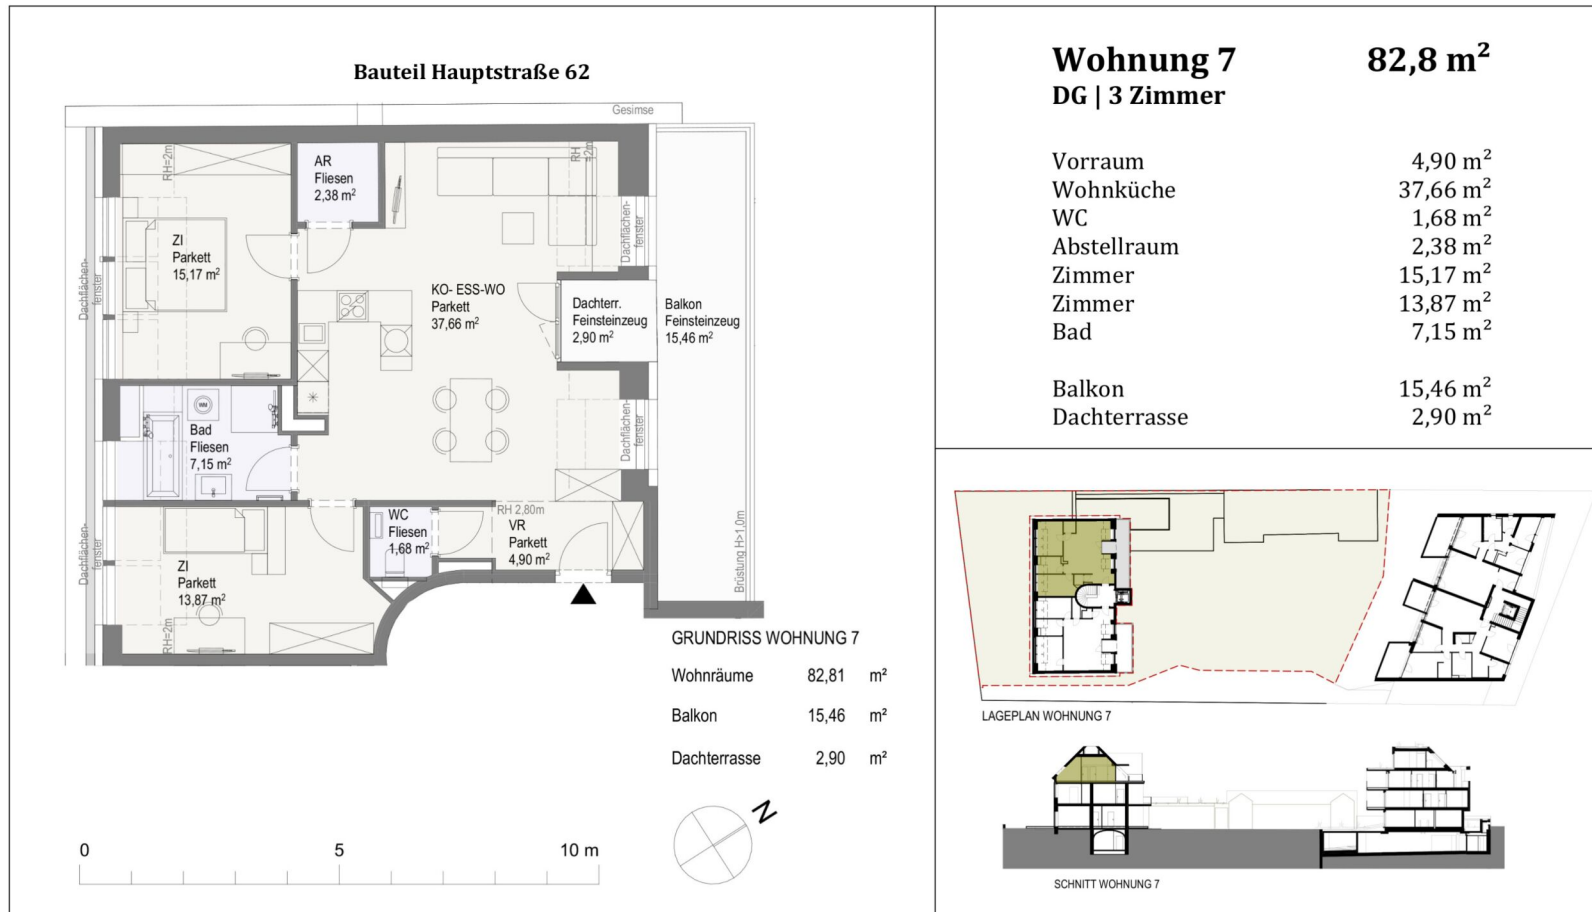 Bauteil Hauptstraße 62
Gesimse
RH=2m
AR
Fliesen
2,38 m²
RH
=2m
ZI
Parkett
15,17 m²
Dachflächen-
fenster
Dachflächen-
fenster
KO- ESS-WO
Parkett
37,66 m²
Dachterr.
Feinsteinzeug
2,90 m²
Balkon
Feinsteinzeug
15,46 m²
WM
Bad
Fliesen
7,15 m²
Dachflächen-
fenster
WC
Fliesen
1,68 m²
RH 2,80m
VR
Parkett
4,90 m²
Dachflächen-
fenster
ZI
Parkett
13,87 m²
RH=2m
Brüstung H>1,0m
GRUNDRISS WOHNUNG 7
Wohnräume 82,81 m²
Balkon 15,46 m²
Dachterrasse 2,90 m²
N
0 5 10 m
Wohnung 7 82,8 m²
DG | 3 Zimmer
Vorraum 4,90 m²
Wohnküche 37,66 m²
WC 1,68 m²
Abstellraum 2,38 m²
Zimmer 15,17 m²
Zimmer 13,87 m²
Bad 7,15 m²
Balkon 15,46 m²
Dachterrasse 2,90 m²
LAGEPLAN WOHNUNG 7
SCHNITT WOHNUNG 7